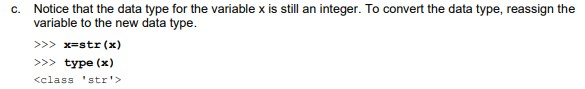 c. Notice that the data type for the variable x is still an integer. To convert the data type, reassign the
variable to the new data type.
>>> x=str(x)
>>> type(x)
<class 'str'>